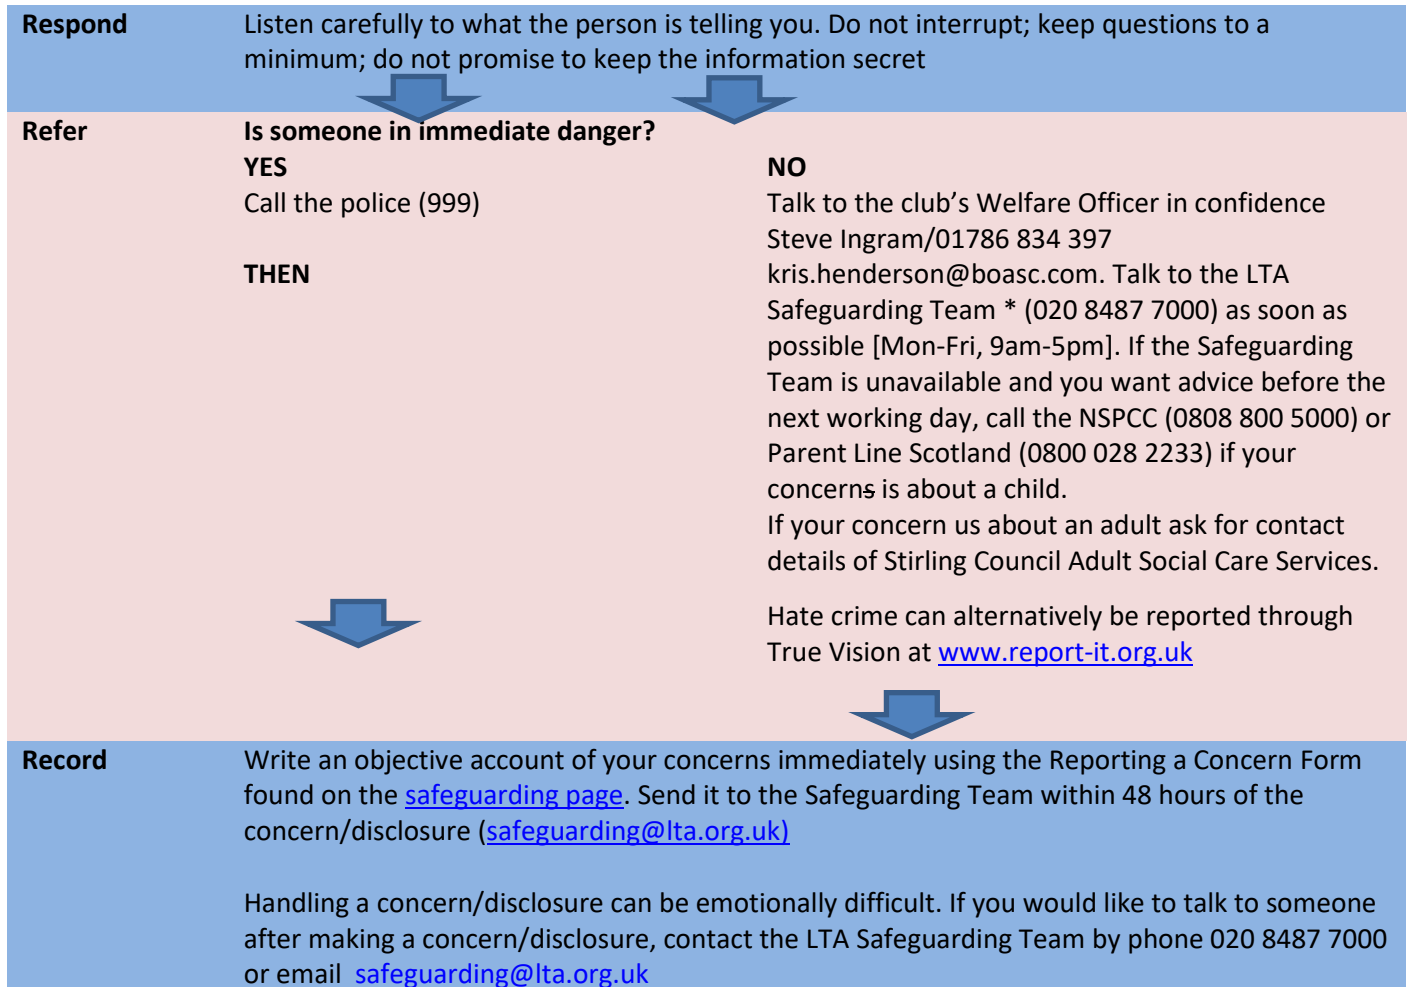 Respond
Listen carefully to what the person is telling you. Do not interrupt; keep questions to a
minimum; do not promise to keep the information secret
Refer
Is someone in immediate danger?
YES
Call the police (999)
THEN
NO
Talk to the club’s Welfare Officer in confidence
Steve Ingram/01786 834 397
kris.henderson@boasc.com. Talk to the LTA
Safeguarding Team * (020 8487 7000) as soon as
possible [Mon-Fri, 9am-5pm]. If the Safeguarding
Team is unavailable and you want advice before the
next working day, call the NSPCC (0808 800 5000) or
Parent Line Scotland (0800 028 2233) if your
concerns is about a child.
If your concern us about an adult ask for contact
details of Stirling Council Adult Social Care Services.
Hate crime can alternatively be reported through
True Vision at www.report-it.org.uk
Record
Write an objective account of your concerns immediately using the Reporting a Concern Form
found on the safeguarding page. Send it to the Safeguarding Team within 48 hours of the
concern/disclosure (safeguarding@lta.org.uk)
Handling a concern/disclosure can be emotionally difficult. If you would like to talk to someone
after making a concern/disclosure, contact the LTA Safeguarding Team by phone 020 8487 7000
or email safeguarding@lta.org.uk